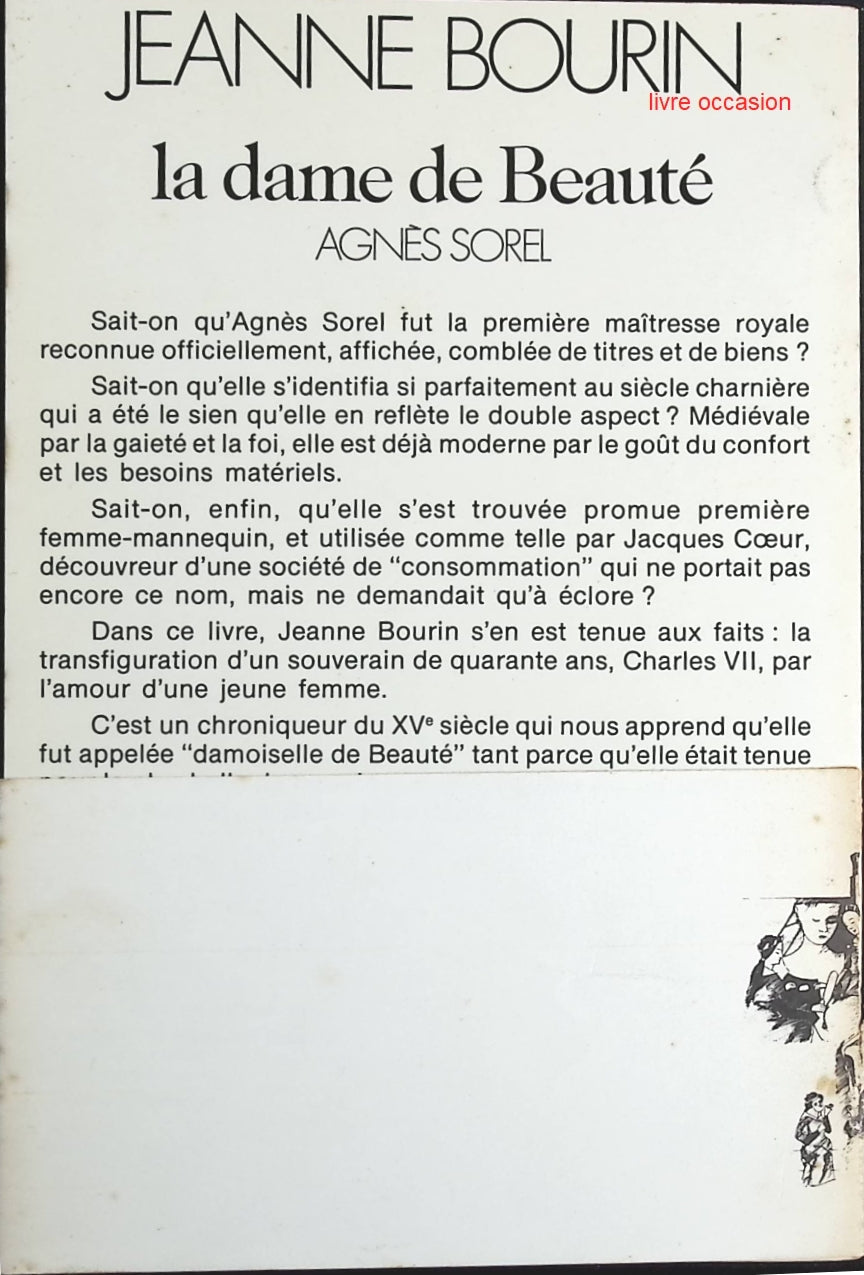 JEANNE BOURIN
livre occasion
la dame de Beauté
AGNÈS SOREL
Sait-on qu'Agnès Sorel fut la première maîtresse royale
reconnue officiellement, affichée, comblée de titres et de biens ?
Sait-on qu'elle s'identifia si parfaitement au siècle charnière
qui a été le sien qu'elle en reflète le double aspect ? Médiévale
par la gaieté et la foi, elle est déjà moderne par le goût du confort
et les besoins matériels.
Sait-on, enfin, qu'elle s'est trouvée promue première
femme-mannequin, et utilisée comme telle par Jacques Cœur,
découvreur d'une société de “consommation” qui ne portait pas
encore ce nom, mais ne demandait qu'à éclore ?
Dans ce livre, Jeanne Bourin s'en est tenue aux faits : la
transfiguration d'un souverain de quarante ans, Charles VII, par
l'amour d'une jeune femme.
C'est un chroniqueur du XVe siècle qui nous apprend qu'elle
fut appelée “damoiselle de Beauté” tant parce qu'elle était tenue